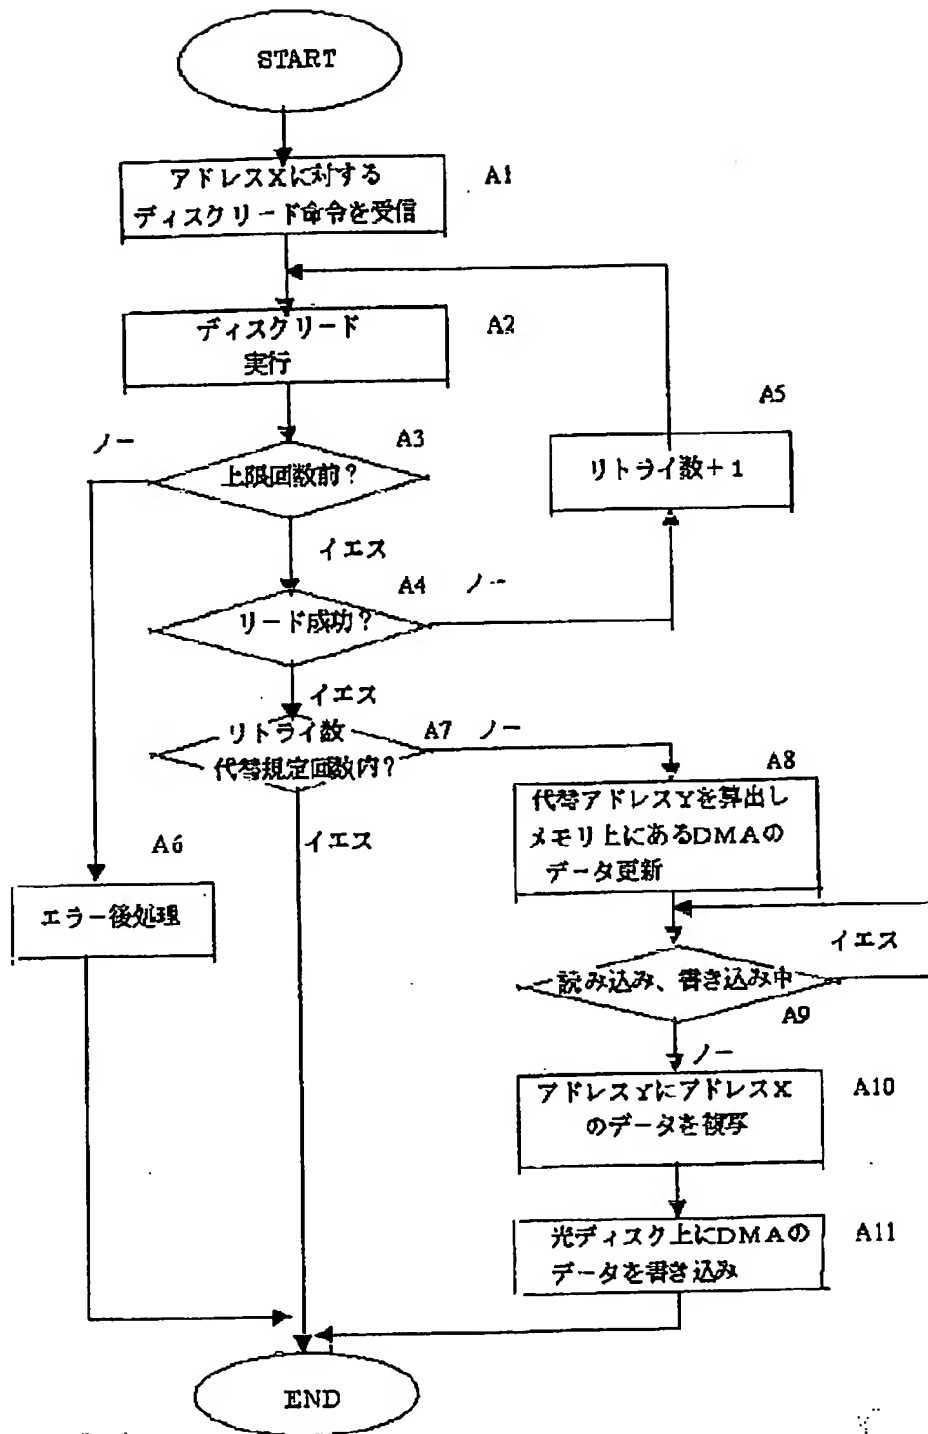 START
アドレスXに対する
ディスクリード命令を受信
A1
ディスクリード
実行
A2
A5
リトライ数+1
ノー
A3
上限回数前?
イエス
A4
ノー
リード成功?
イエス
リトライ数
代替規定回数内?
A7
ノー
イエス
A8
代替アドレスYを算出し
メモリ上にあるDMAの
データ更新
A6
エラー後処理
イエス
読み込み、書き込み中
A9
ノー
アドレスYにアドレスX
のデータを複写
A10
光ディスク上にDMAの
データを書き込み
A11
END